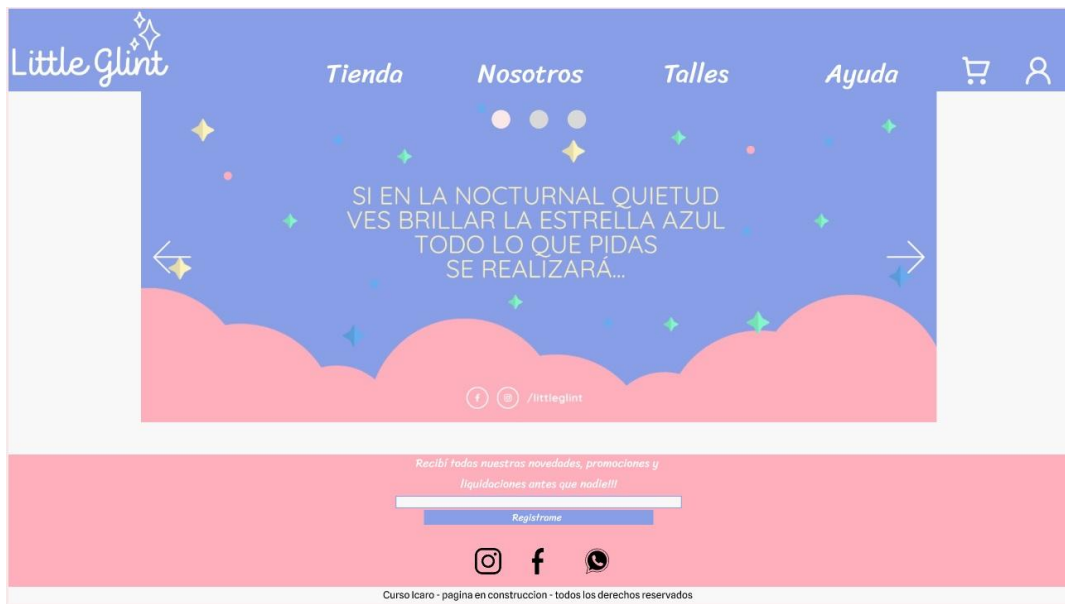 Little Glint
Tienda Nosotros Talles Ayuda
SI EN LA NOCTURNAL QUIETUD
VES BRILLAR LA ESTRELLA AZUL
TODO LO QUE PIDAS
SE REALIZARÁ...
/littleglint
Recibí todas nuestras novedades, promociones y
liquidaciones antes que nadie!!!
Registrame
Curso Icaro - pagina en construccion - todos los derechos reservados